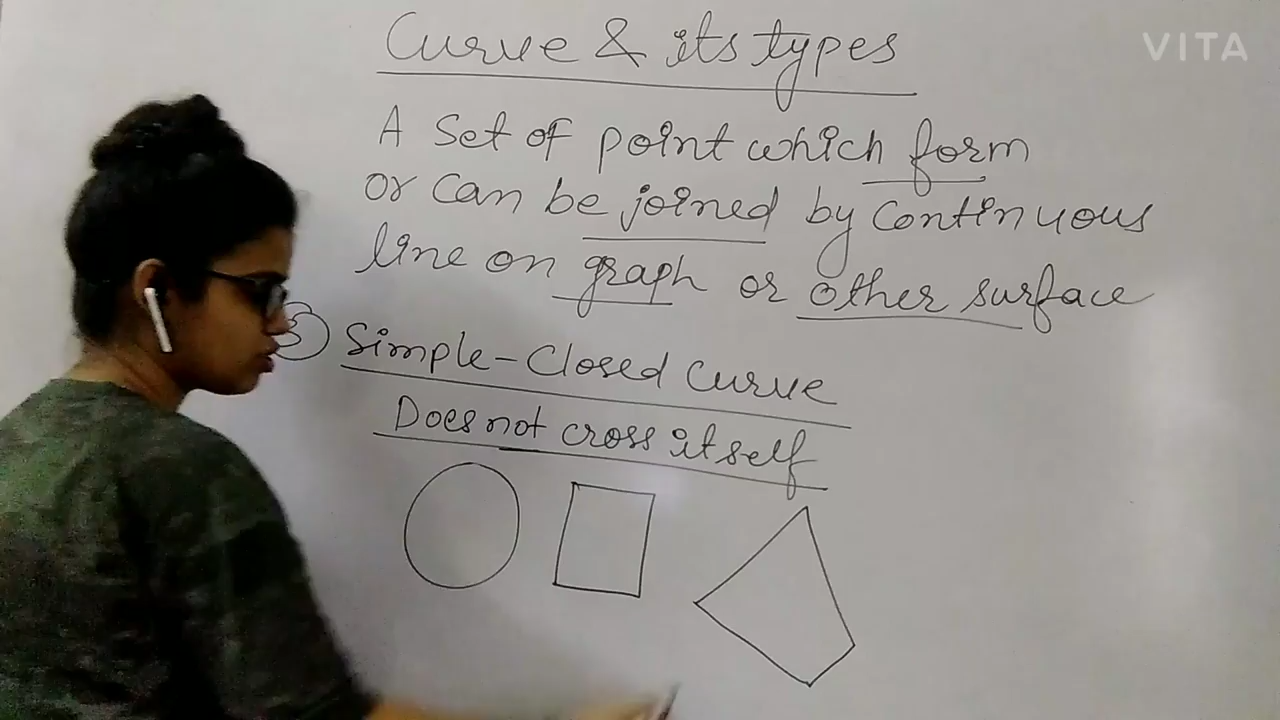 VITA
Curve & its types
A set of point which form
or can be joined by continuous
line on graph or other surface
3 Simple-Closed Curve
Does not cross itself